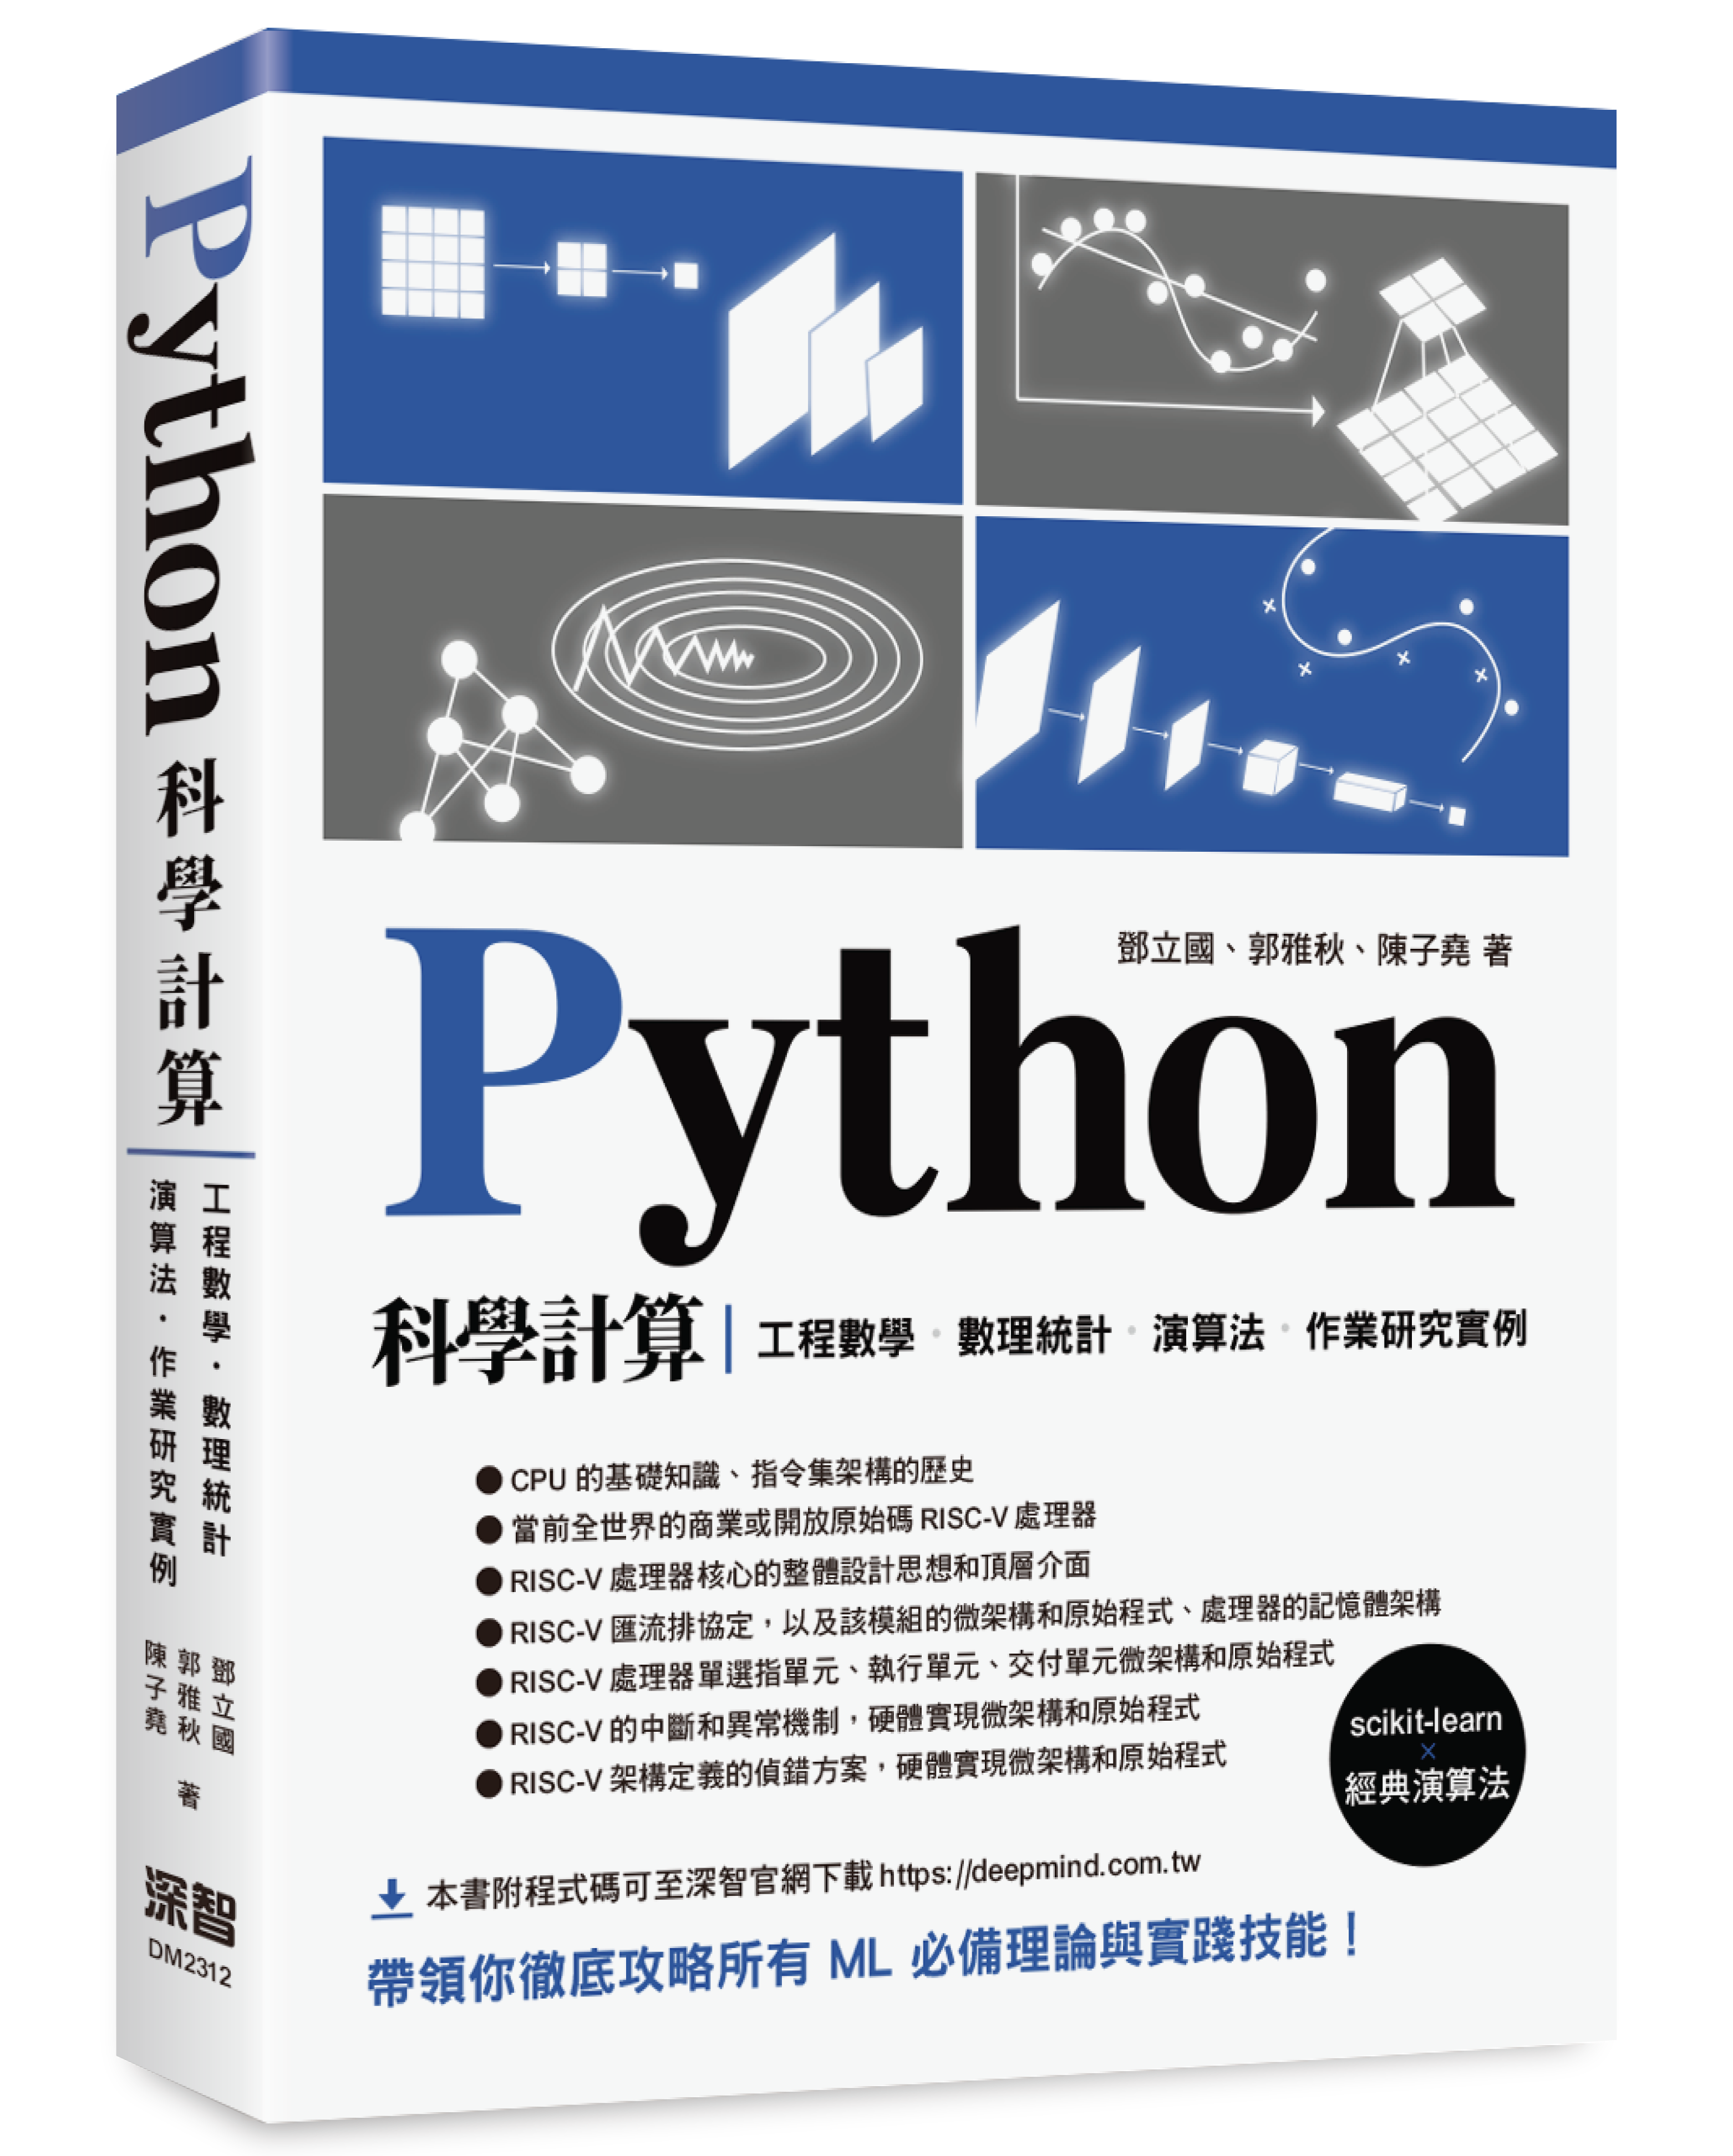 Python科學計算
工程數學・數理統計
演算法・作業研究實例
鄧立國
郭雅秋 著
陳子堯
深智
DM2312
鄧立國、郭雅秋、陳子堯 著
Python
科學計算 | 工程數學・數理統計・演算法・作業研究實例
● CPU 的基礎知識、指令集架構的歷史
● 當前全世界的商業或開放原始碼 RISC-V 處理器
● RISC-V 處理器核心的整體設計思想和頂層介面
● RISC-V 匯流排協定，以及該模組的微架構和原始程式、處理器的記憶體架構
● RISC-V 處理器單選指單元、執行單元、交付單元微架構和原始程式
● RISC-V 的中斷和異常機制，硬體實現微架構和原始程式
● RISC-V 架構定義的偵錯方案，硬體實現微架構和原始程式
scikit-learn
×
經典演算法
本書附程式碼可至深智官網下載 https://deepmind.com.tw
帶領你徹底攻略所有 ML 必備理論與實踐技能！